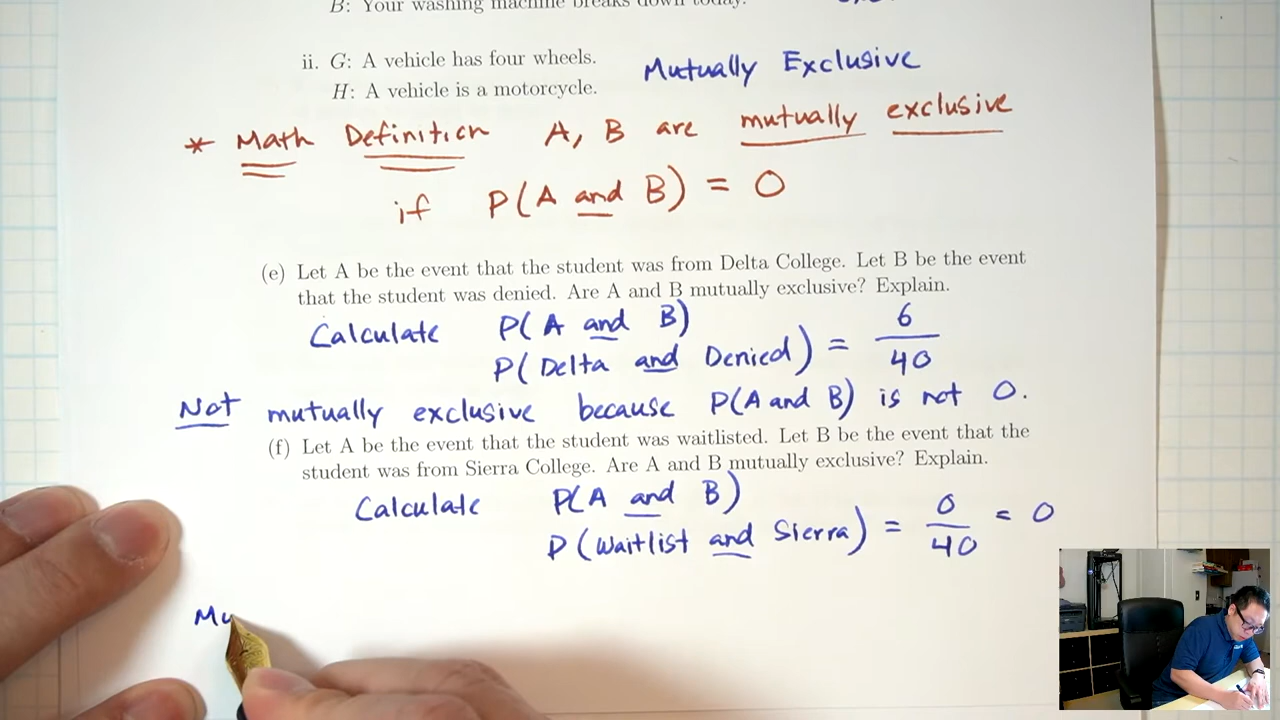 B: Your washing machine breaks down today.
ii. G: A vehicle has four wheels.
Mutually Exclusive
H: A vehicle is a motorcycle.
* Math Definition A, B are mutually exclusive
if P(A and B) = 0
(e) Let A be the event that the student was from Delta College. Let B be the event
that the student was denied. Are A and B mutually exclusive? Explain.
Calculate P(A and B)
P(Delta and Denied) = 6/40
Not mutually exclusive because P(A and B) is not 0.
(f) Let A be the event that the student was waitlisted. Let B be the event that the
student was from Sierra College. Are A and B mutually exclusive? Explain.
Calculate P(A and B)
P(Waitlist and Sierra) = 0/40 = 0
Mu